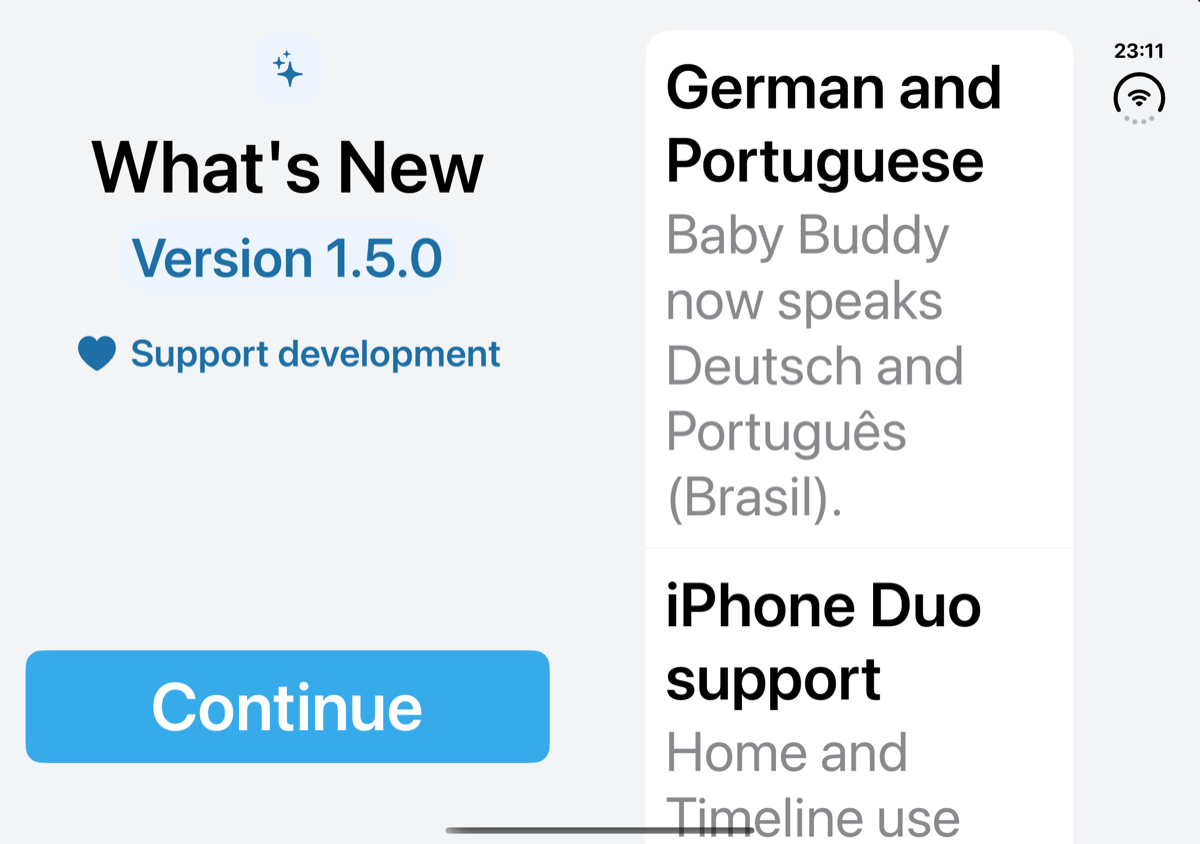 What's New
Version 1.5.0
Support development
Continue
German and
Portuguese
Baby Buddy
now speaks
Deutsch and
Português
(Brasil).
iPhone Duo
support
Home and
Timeline use
23:11